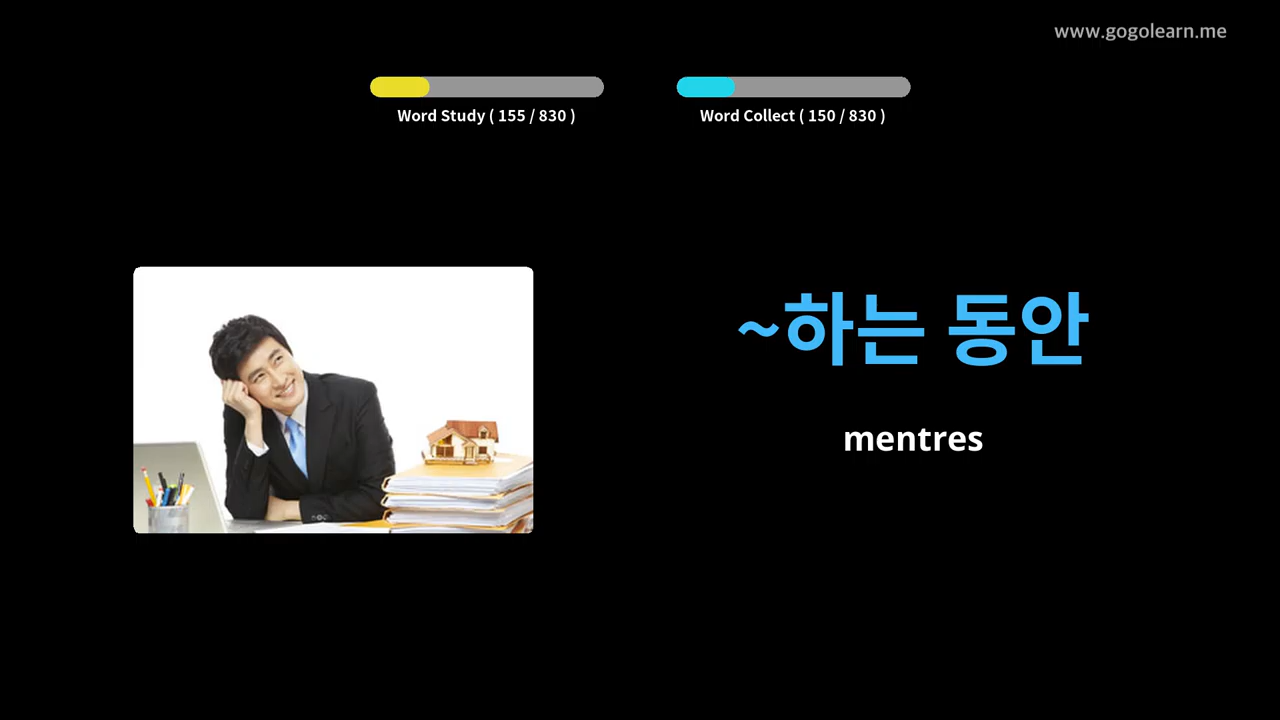 www.gogolearn.me
Word Study ( 155 / 830 )
Word Collect ( 150 / 830 )
~하는 동안
mentres